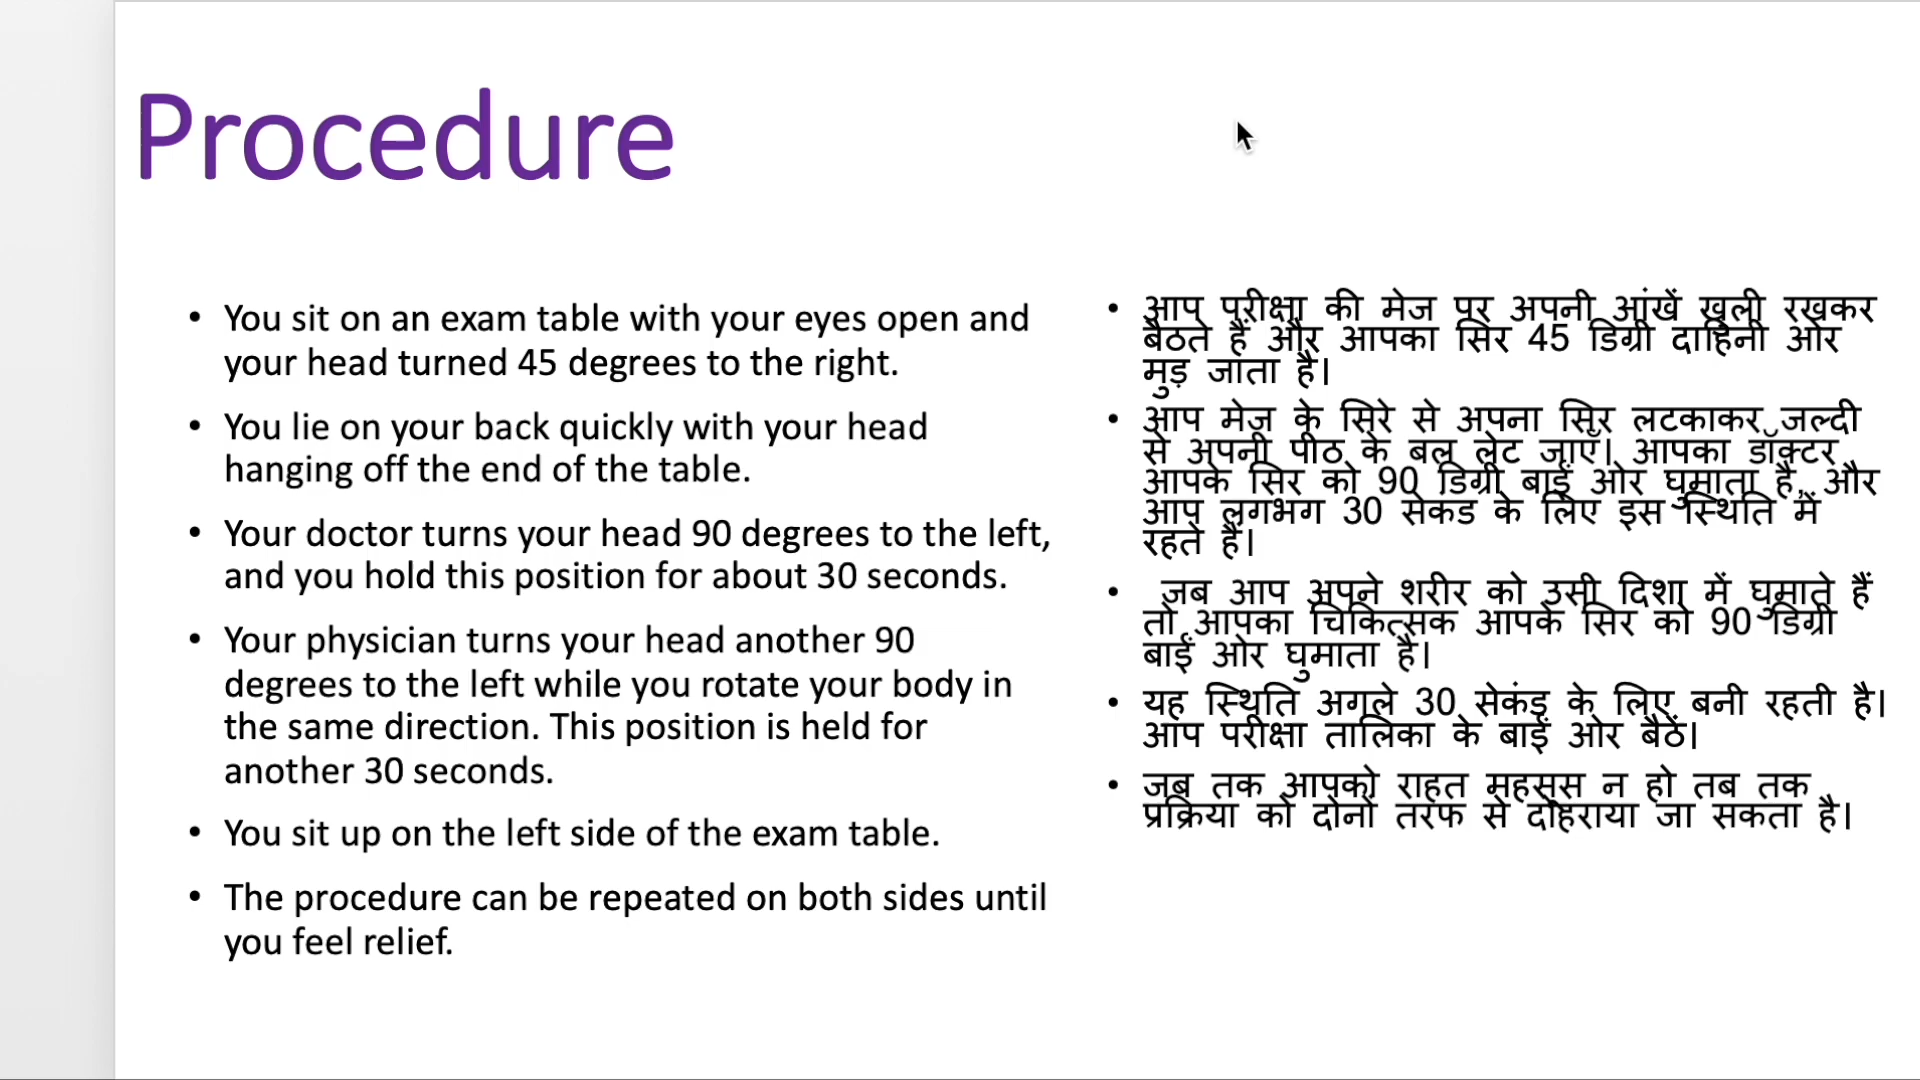 Procedure
• You sit on an exam table with your eyes open and
your head turned 45 degrees to the right.
• You lie on your back quickly with your head
hanging off the end of the table.
• Your doctor turns your head 90 degrees to the left,
and you hold this position for about 30 seconds.
• Your physician turns your head another 90
degrees to the left while you rotate your body in
the same direction. This position is held for
another 30 seconds.
• You sit up on the left side of the exam table.
• The procedure can be repeated on both sides until
you feel relief.
• आप परीक्षा की मेज पर अपनी आंखें खुली रखकर
बैठते हैं और आपका सिर 45 डिग्री दाहिनी ओर
मुड़ जाता है।
• आप मेज के सिरे से अपना सिर लटकाकर जल्दी
से अपनी पीठ के बल लेट जाएँ। आपका डॉक्टर
आपके सिर को 90 डिग्री बाईं ओर घुमाता है, और
आप लगभग 30 सेकंड के लिए इस स्थिति में
रहते हैं।
• जब आप अपने शरीर को उसी दिशा में घुमाते हैं
तो आपका चिकित्सक आपके सिर को 90 डिग्री
बाईं ओर घुमाता है।
• यह स्थिति अगले 30 सेकंड के लिए बनी रहती है।
आप परीक्षा तालिका के बाईं ओर बैठें।
• जब तक आपको राहत महसूस न हो तब तक
प्रक्रिया को दोनों तरफ से दोहराया जा सकता है।